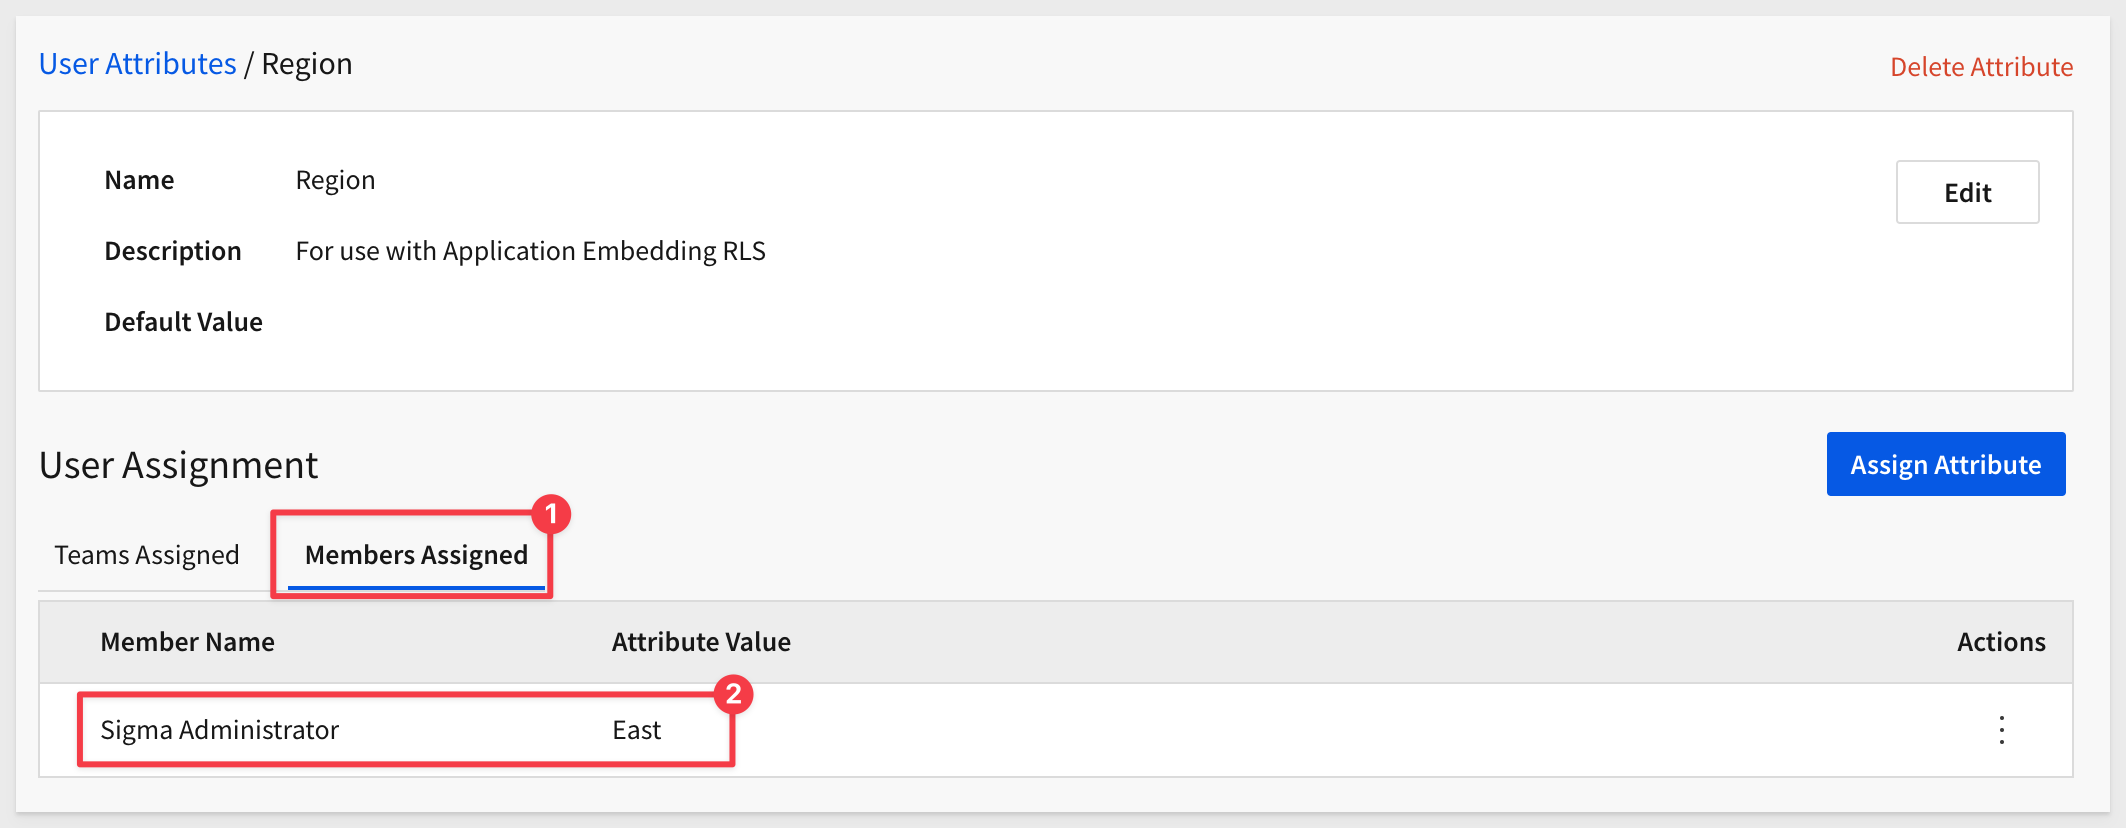 User Attributes / Region
Delete Attribute
Name Region
Edit
Description For use with Application Embedding RLS
Default Value
User Assignment
Assign Attribute
1
Teams Assigned Members Assigned
Member Name Attribute Value Actions
2
Sigma Administrator East